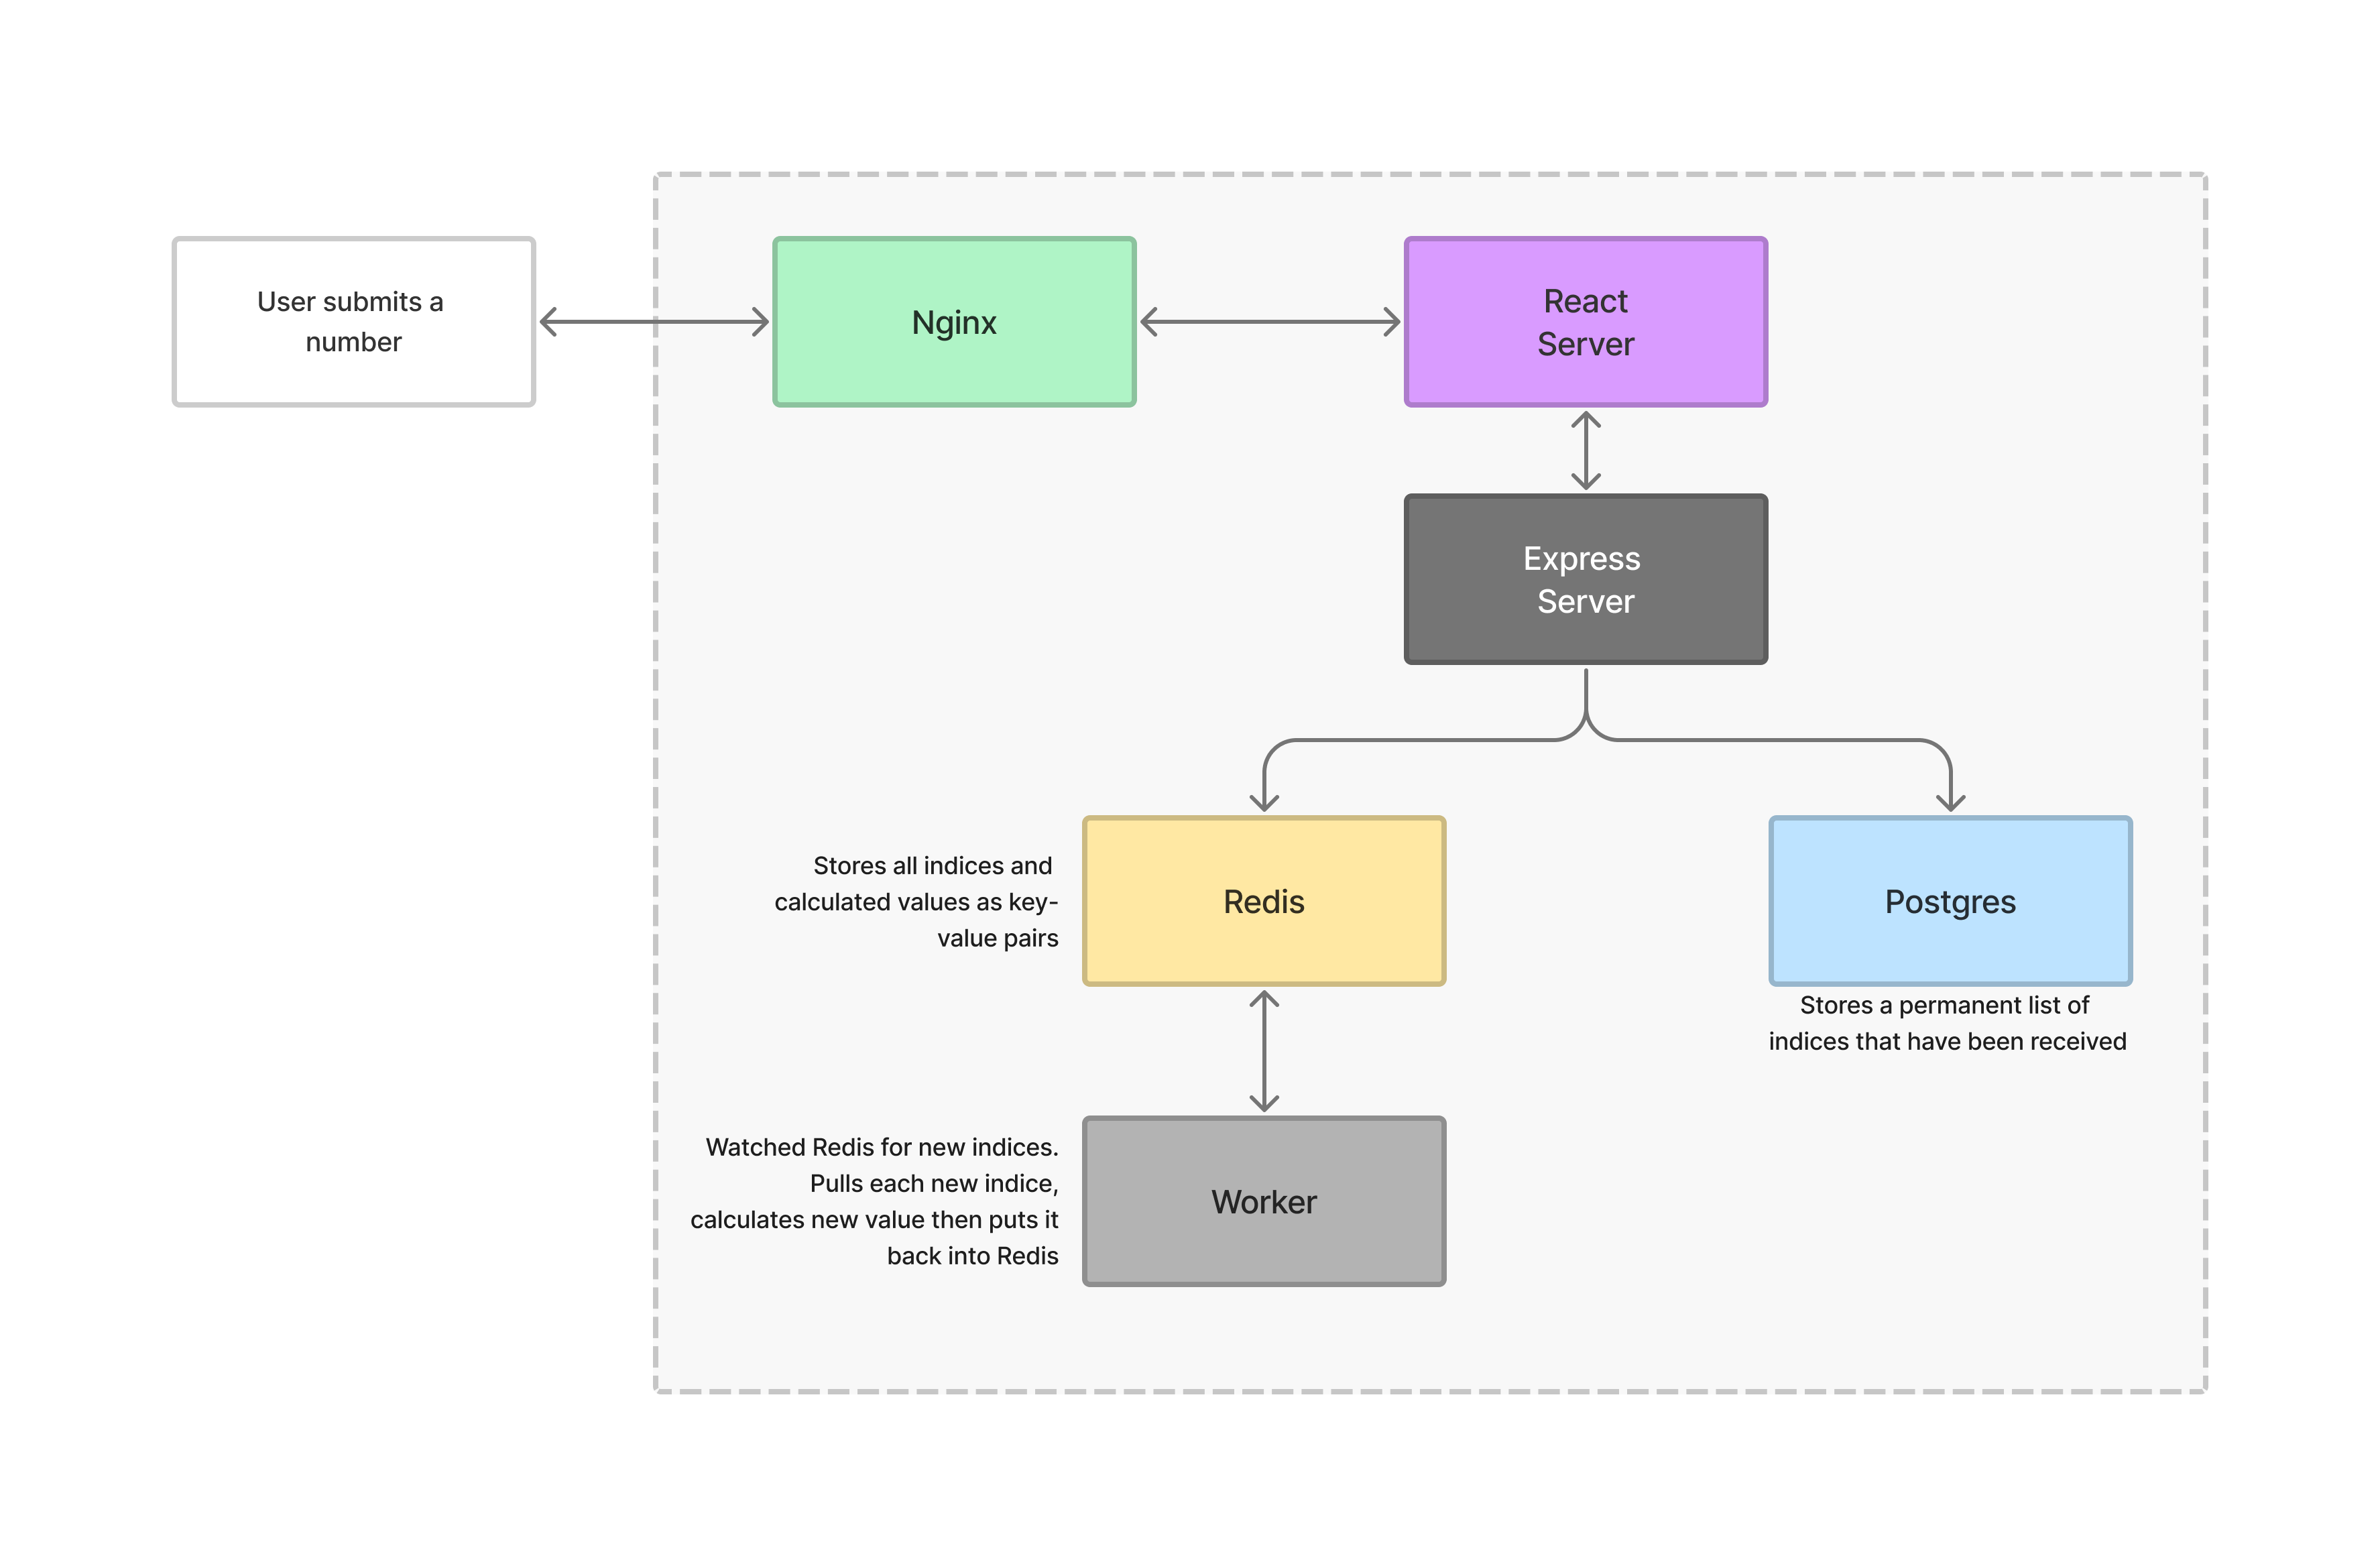 User submits a
number
Nginx
React
Server
Express
Server
Stores all indices and
calculated values as key-
value pairs
Redis
Postgres
Stores a permanent list of
indices that have been received
Watched Redis for new indices.
Pulls each new indice,
calculates new value then puts it
back into Redis
Worker